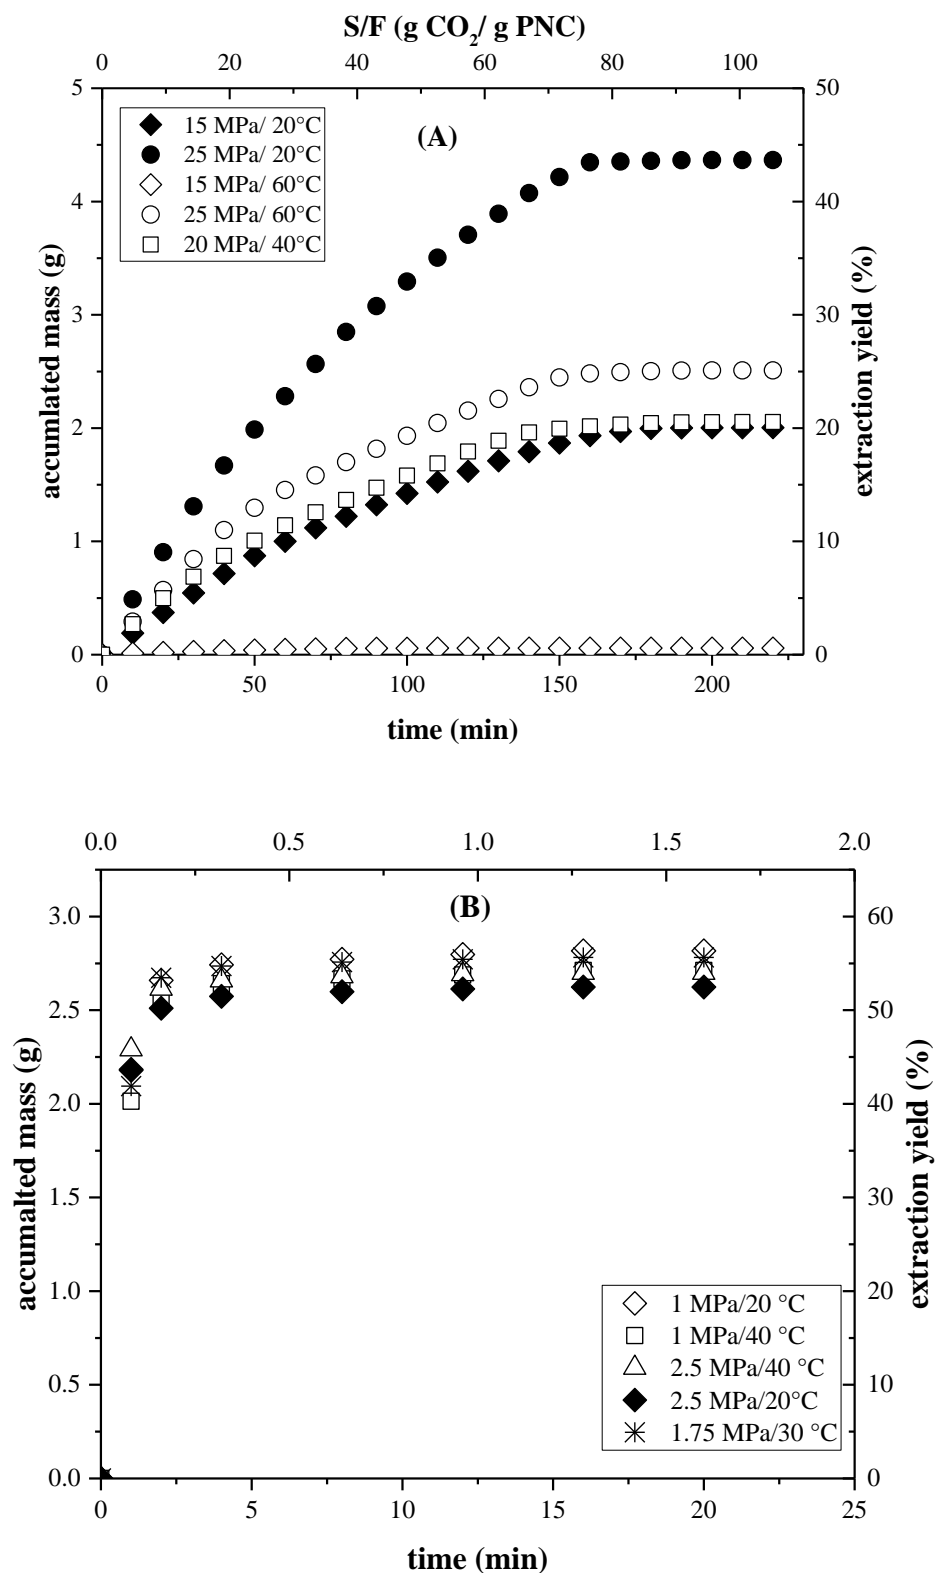 S/F (g CO2/ g PNC)
0 20 40 60 80 100
5 50
15 MPa/ 20°C
25 MPa/ 20°C
15 MPa/ 60°C
25 MPa/ 60°C
20 MPa/ 40°C
(A)
4 40
3 30
2 20
1 10
0 0
accumlated mass (g)
extraction yield (%)
0 50 100 150 200
time (min)
0.0 0.5 1.0 1.5 2.0
(B)
3.0 60
2.5 50
2.0 40
1.5 30
1.0 20
0.5 10
0.0 0
accumalted mass (g)
extraction yield (%)
1 MPa/20 °C
1 MPa/40 °C
2.5 MPa/40 °C
2.5 MPa/20°C
1.75 MPa/30 °C
0 5 10 15 20 25
time (min)